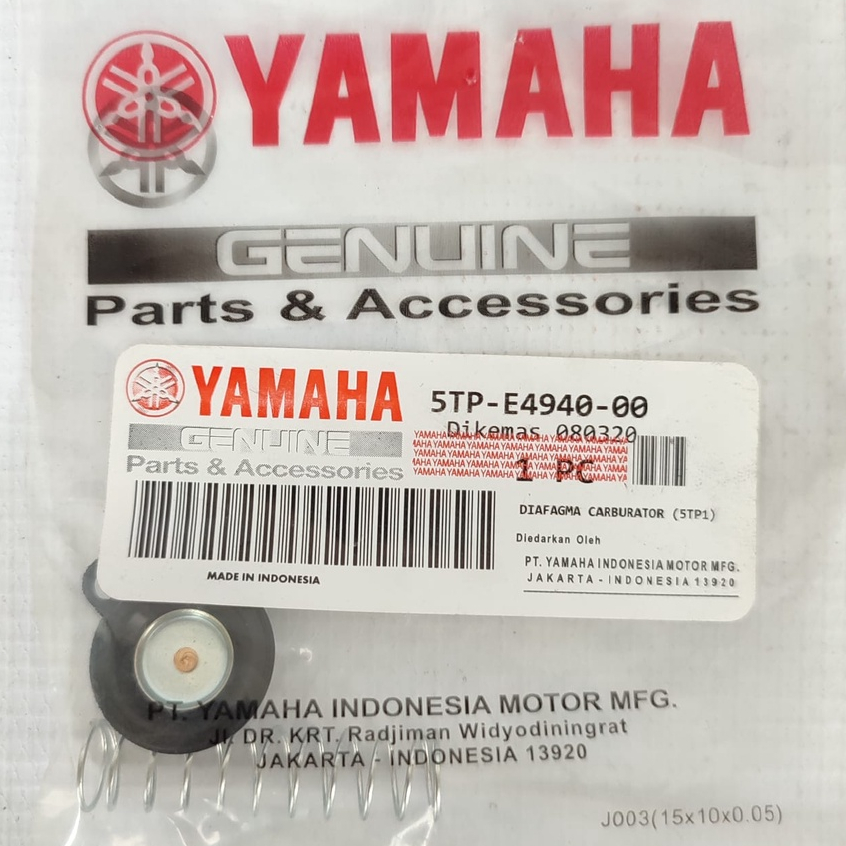 YAMAHA
GENUINE
Parts & Accessories
YAMAHA
GENUINE
Parts & Accessories
MADE IN INDONESIA
5TP-E4940-00
Dikemas 080320
1 PC
DIAFAGMA CARBURATOR (5TP1)
Diedarkan Oleh
PT. YAMAHA INDONESIA MOTOR MFG.
JAKARTA - INDONESIA 13920
PT. YAMAHA INDONESIA MOTOR MFG.
Jl. DR. KRT. Radjiman Widyodiningrat
JAKARTA - INDONESIA 13920
J003(15x10x0.05)